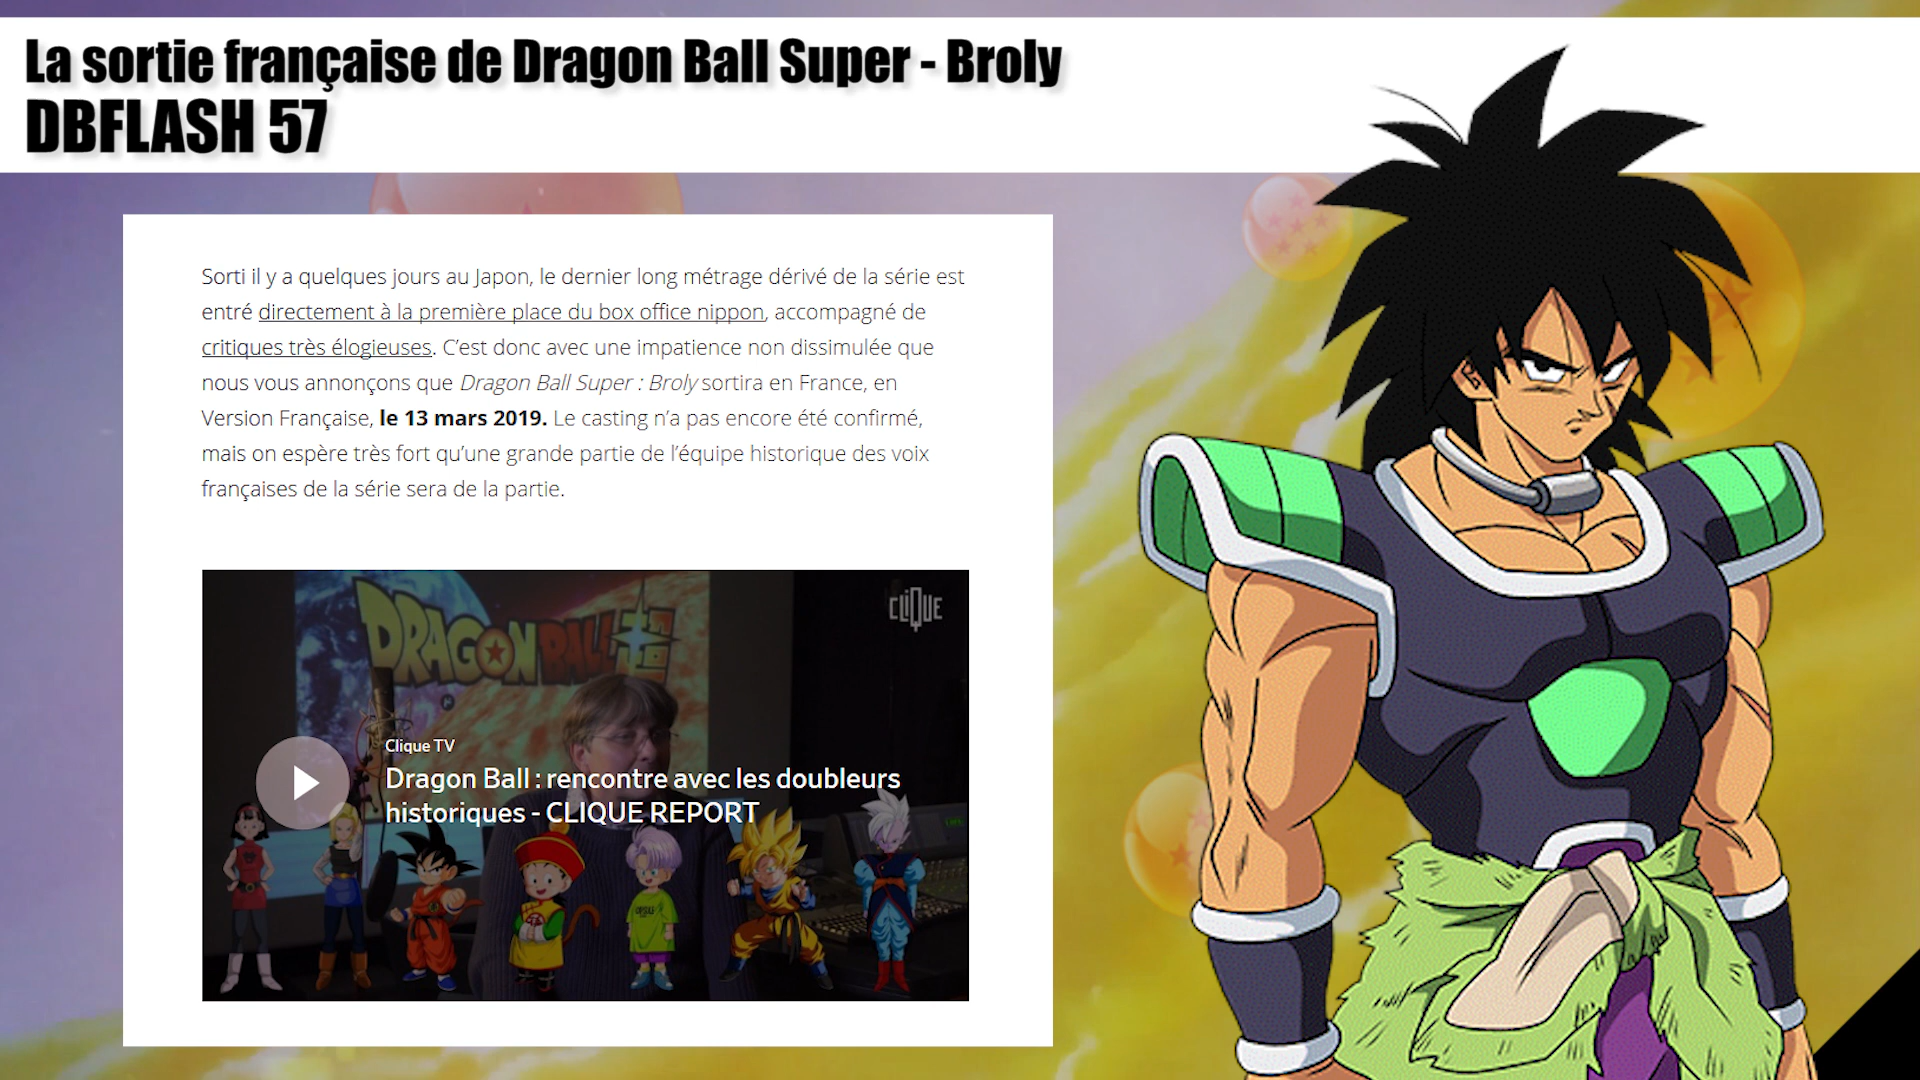 La sortie française de Dragon Ball Super - Broly
DBFLASH 57
Sorti il y a quelques jours au Japon, le dernier long métrage dérivé de la série est
entré directement à la première place du box office nippon, accompagné de
critiques très élogieuses. C’est donc avec une impatience non dissimulée que
nous vous annonçons que Dragon Ball Super : Broly sortira en France, en
Version Française, le 13 mars 2019. Le casting n’a pas encore été confirmé,
mais on espère très fort qu’une grande partie de l’équipe historique des voix
françaises de la série sera de la partie.
CLIQUE
DRAGON BALL 超
Clique TV
Dragon Ball : rencontre avec les doubleurs
historiques - CLIQUE REPORT